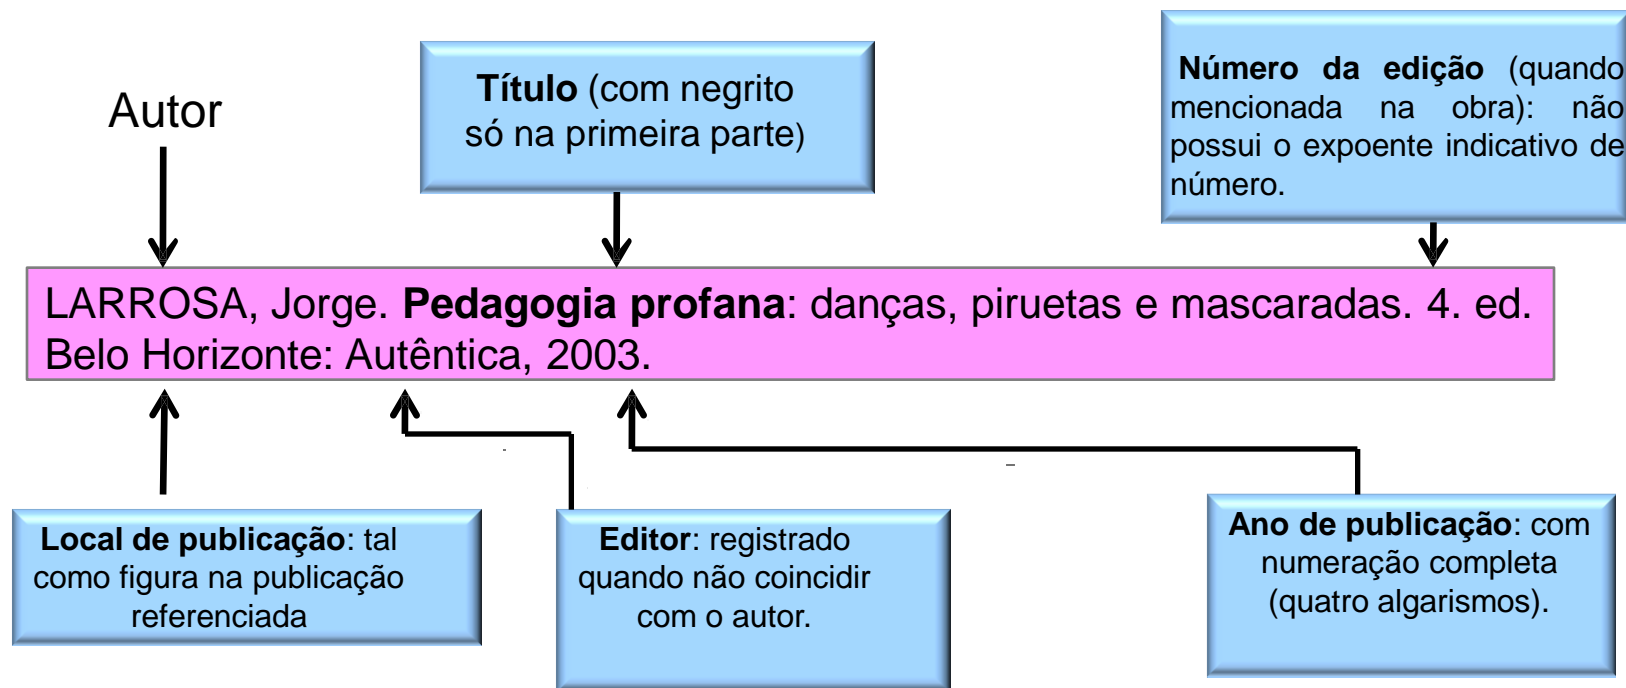 Autor
Título (com negrito
só na primeira parte)
Número da edição (quando
mencionada na obra): não
possui o expoente indicativo de
número.
LARROSA, Jorge. Pedagogia profana: danças, piruetas e mascaradas. 4. ed.
Belo Horizonte: Autêntica, 2003.
Local de publicação: tal
como figura na publicação
referenciada
Editor: registrado
quando não coincidir
com o autor.
Ano de publicação: com
numeração completa
(quatro algarismos).